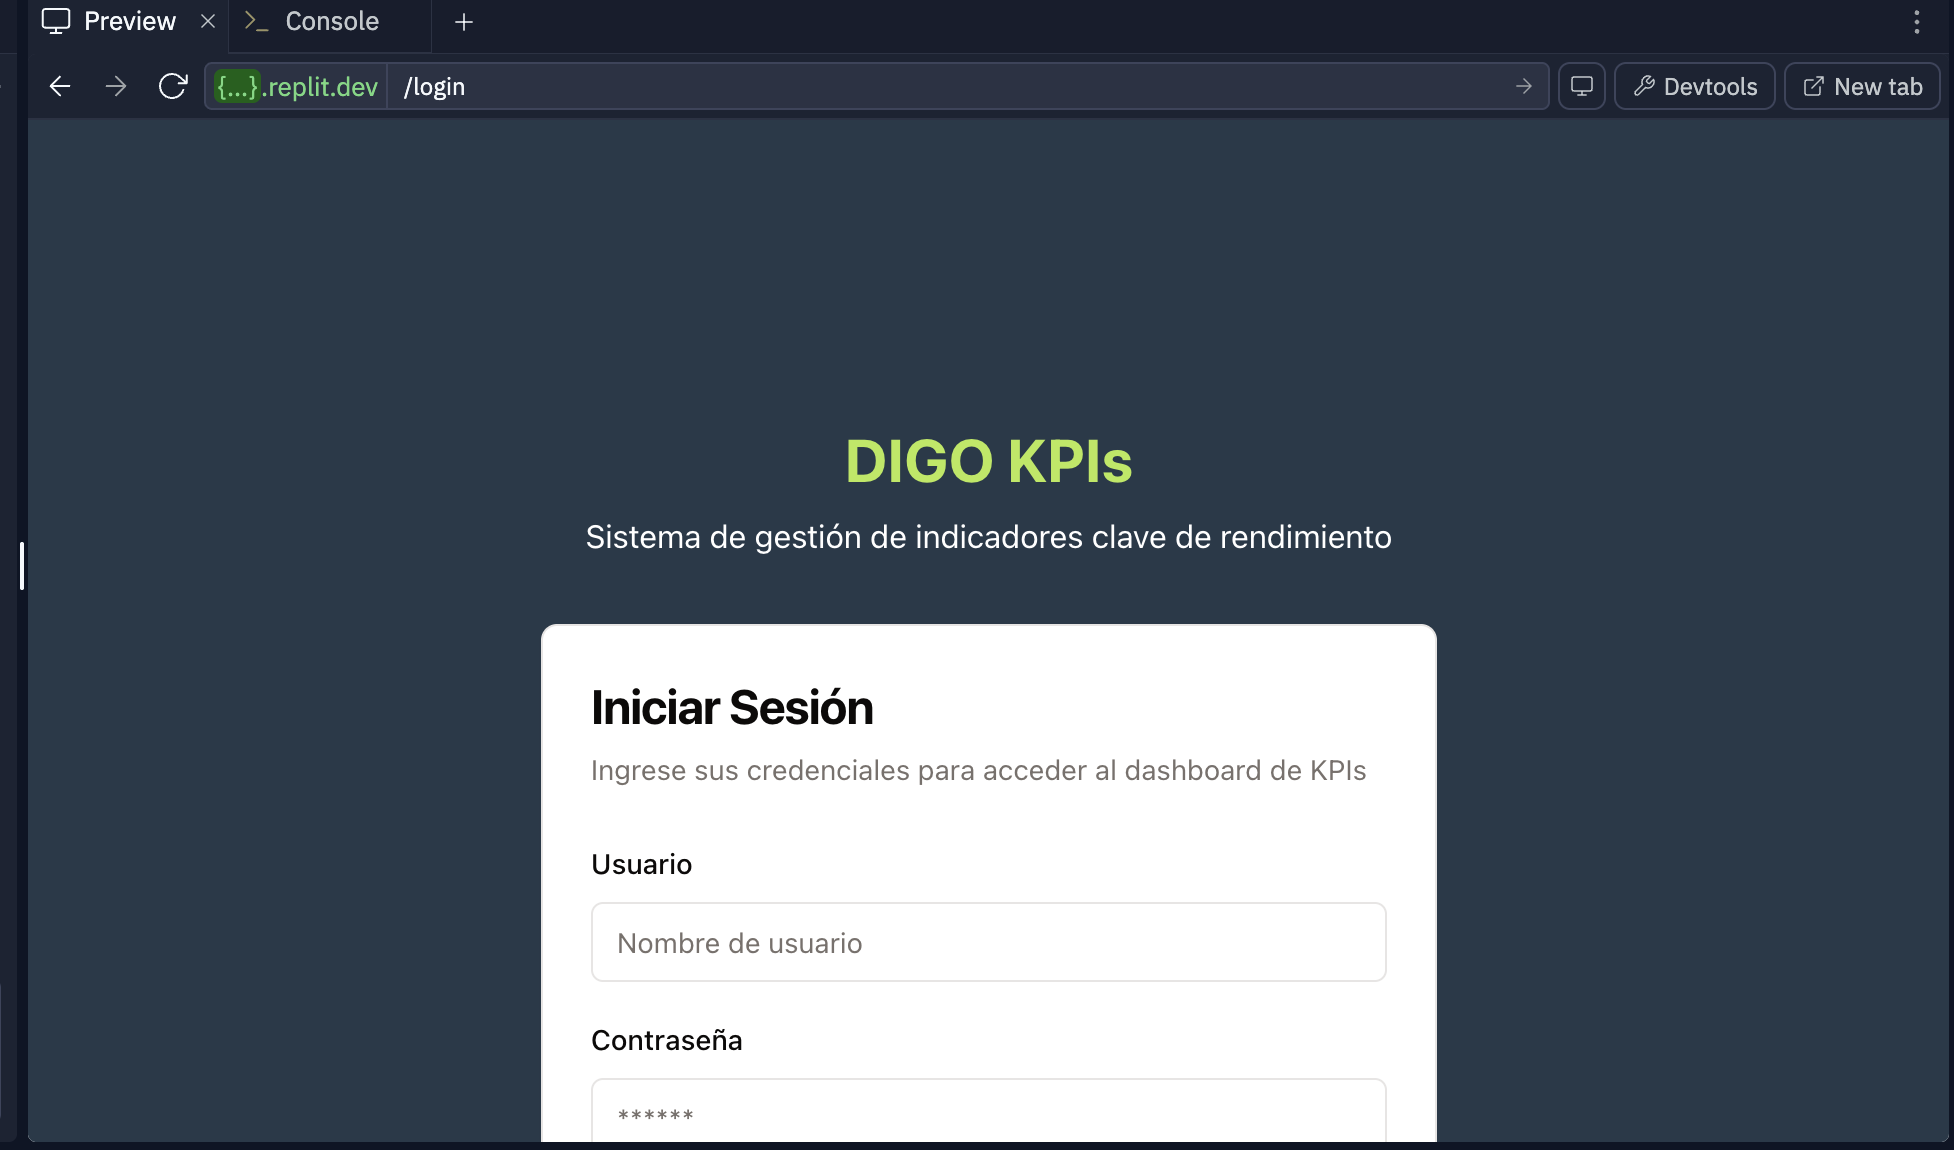 Preview
Console
{...}.replit.dev /login
Devtools
New tab
DIGO KPIs
Sistema de gestión de indicadores clave de rendimiento
Iniciar Sesión
Ingrese sus credenciales para acceder al dashboard de KPIs
Usuario
Nombre de usuario
Contraseña
******